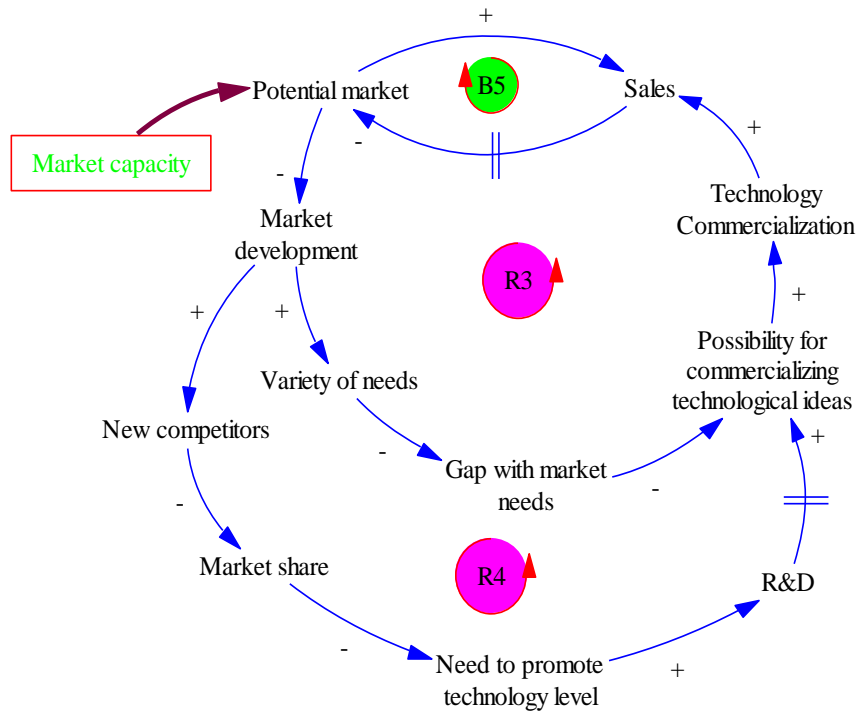 +
B5
Potential market
Sales
-
Market capacity
+
-
Technology
Commercialization
Market
development
R3
+
+
+
Possibility for
commercializing
technological ideas
Variety of needs
New competitors
+
-
Gap with market
needs
-
-
Market share
R4
R&D
-
Need to promote
technology level
+